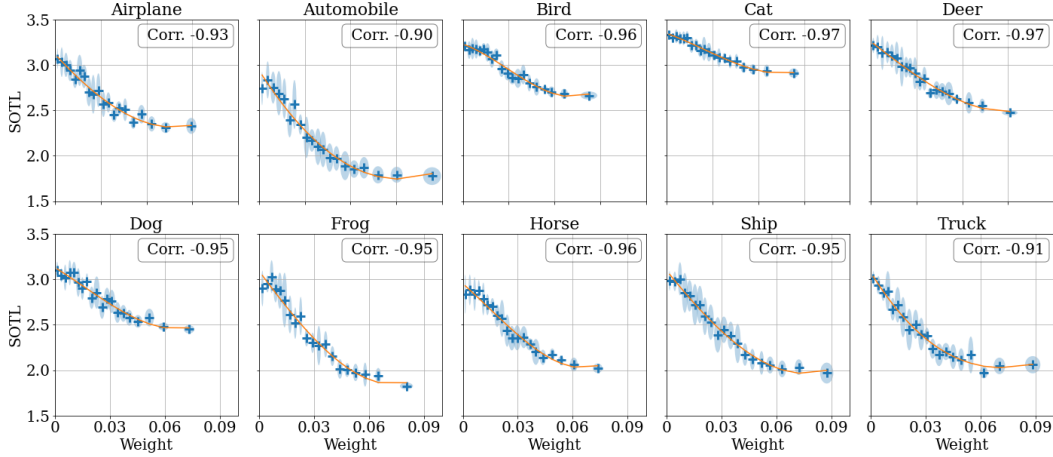 Airplane Automobile Bird Cat Deer
3.5 Corr. -0.93 Corr. -0.90 Corr. -0.96 Corr. -0.97 Corr. -0.97
3.0
SOTL
2.5
2.0
1.5
Dog Frog Horse Ship Truck
3.5 Corr. -0.95 Corr. -0.95 Corr. -0.96 Corr. -0.95 Corr. -0.91
3.0
SOTL
2.5
2.0
1.5
0 0.03 0.06 0.09 0 0.03 0.06 0.09 0 0.03 0.06 0.09 0 0.03 0.06 0.09 0 0.03 0.06 0.09
Weight Weight Weight Weight Weight